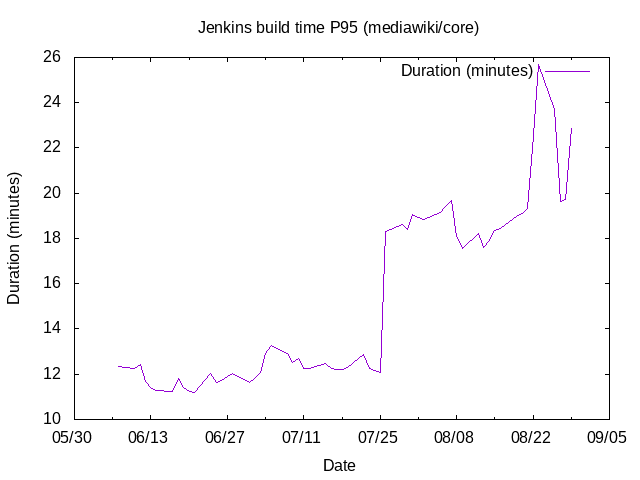 Jenkins build time P95 (mediawiki/core)
26
Duration (minutes)
24
22
20
18
16
14
12
10
Duration (minutes)
05/30 06/13 06/27 07/11 07/25 08/08 08/22 09/05
Date